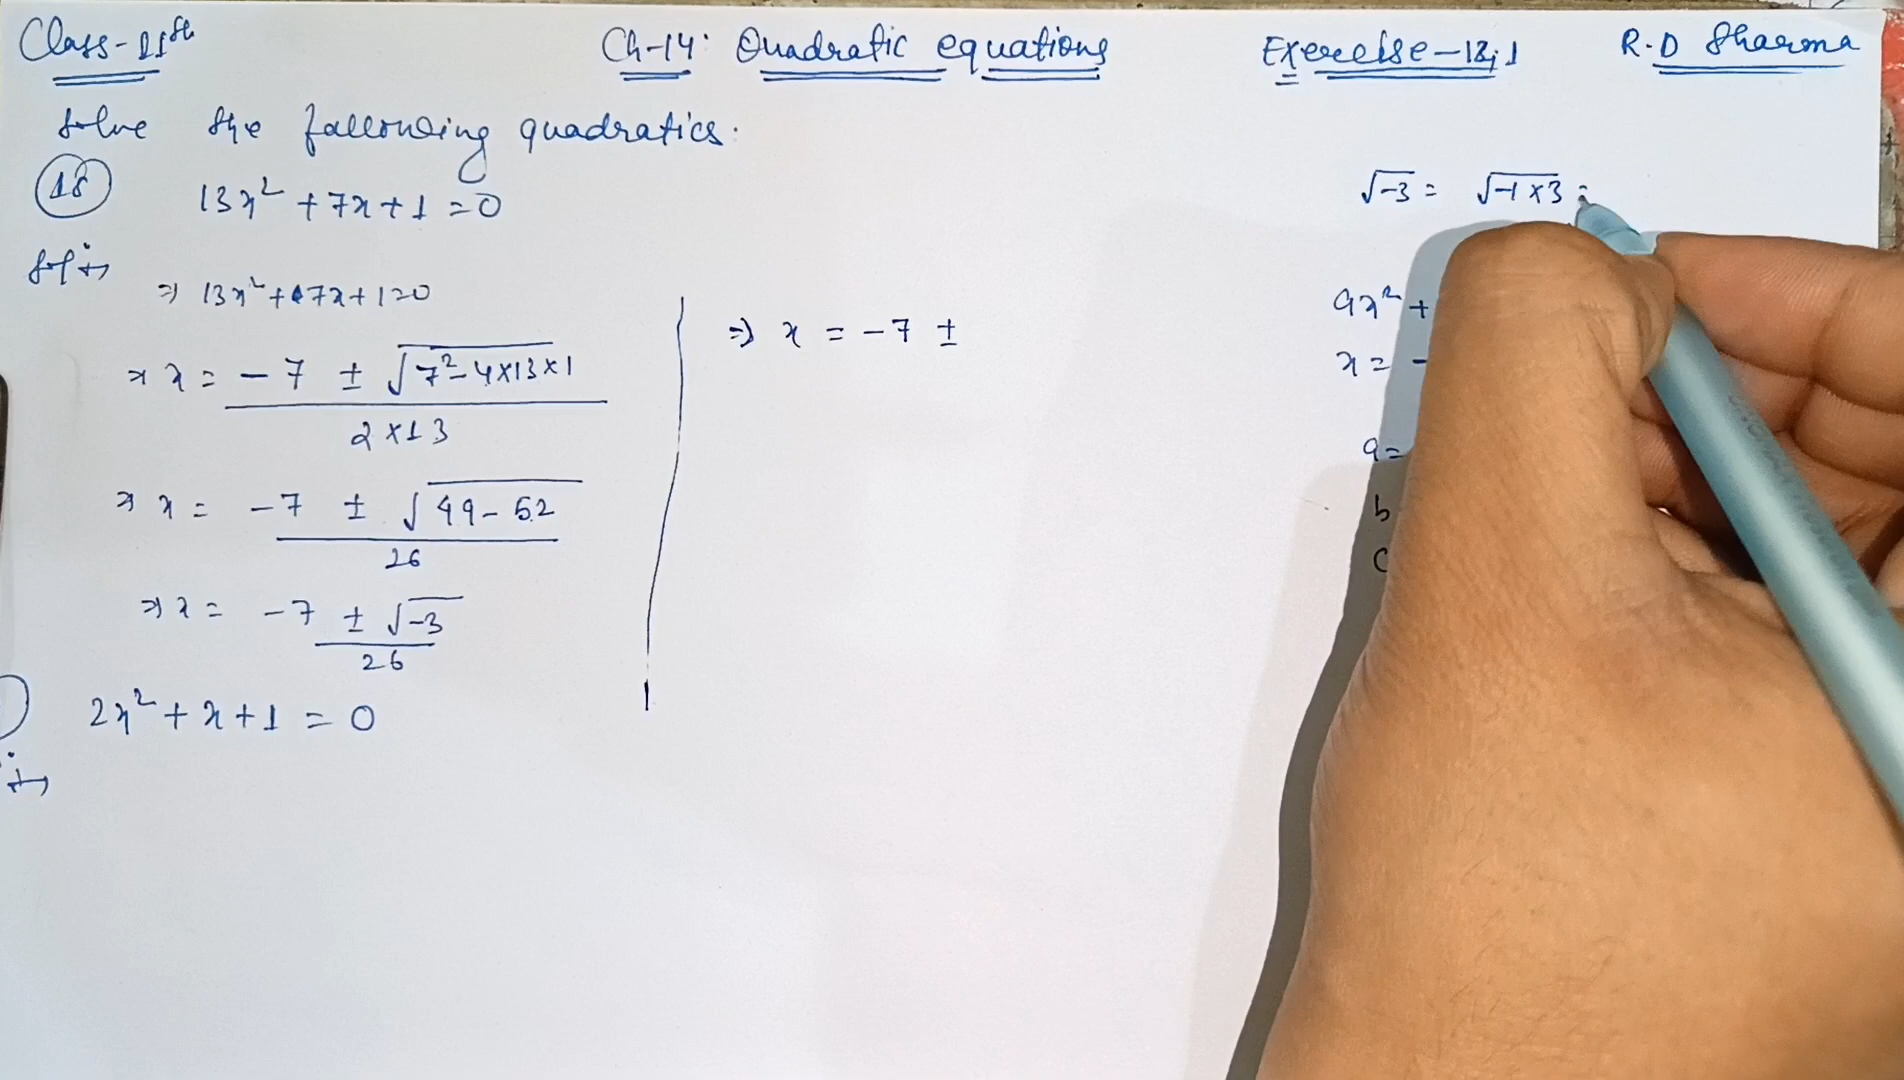 Class-11th Ch-14: Quadratic equations Exercise-13.1 R.D Sharma
Solve the following quadratics.
18 13x² + 7x + 1 = 0
Solⁿ
⇒ 13x² + 7x + 1 = 0
⇒ x = -7 ± √(7² - 4×13×1)
2×13
⇒ x = -7 ± √(49 - 52)
26
⇒ x = -7 ± √-3
26
2x² + x + 1 = 0
⇒ x = -7 ±
√-3 = √-1×3 =
ax² +
x = -
a =
b
c